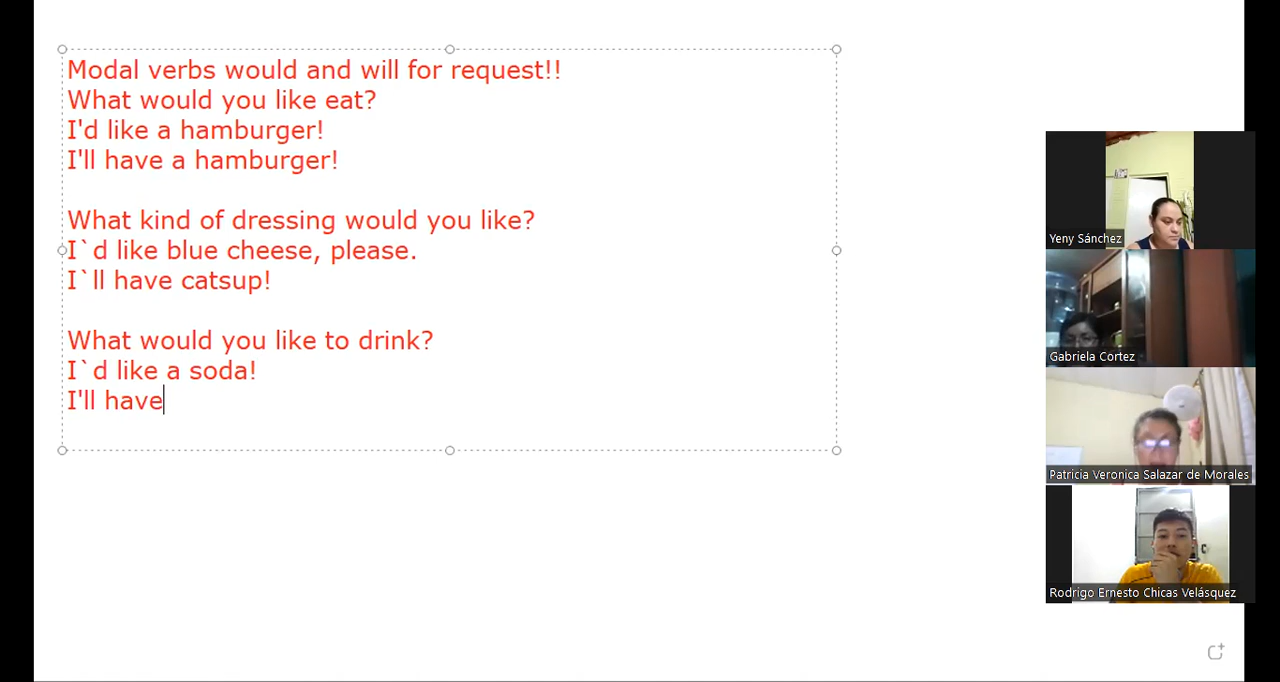 Modal verbs would and will for request!!
What would you like eat?
I'd like a hamburger!
I'll have a hamburger!
What kind of dressing would you like?
I`d like blue cheese, please.
I`ll have catsup!
What would you like to drink?
I`d like a soda!
I'll have
Yeny Sánchez
Gabriela Cortez
Patricia Veronica Salazar de Morales
Rodrigo Ernesto Chicas Velásquez